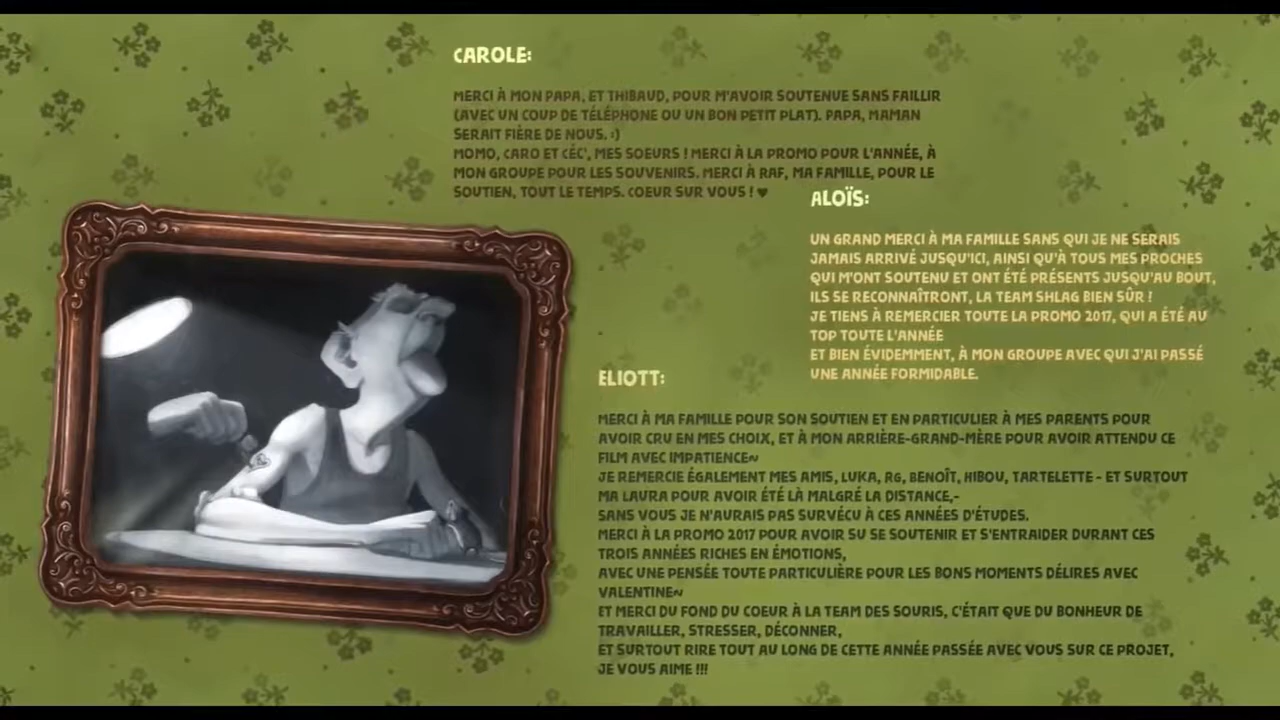 CAROLE:
MERCI À MON PAPA, ET THIBAUD, POUR M'AVOIR SOUTENUE SANS FAILLIR
(AVEC UN COUP DE TÉLÉPHONE OU UN BON PETIT PLAT). PAPA, MAMAN
SERAIT FIÈRE DE NOUS. :)
MOMO, CARO ET CÉC', MES SOEURS ! MERCI À LA PROMO POUR L'ANNÉE, À
MON GROUPE POUR LES SOUVENIRS. MERCI À RAF, MA FAMILLE, POUR LE
SOUTIEN, TOUT LE TEMPS. COEUR SUR VOUS ! ♥
ALOÏS:
UN GRAND MERCI À MA FAMILLE SANS QUI JE NE SERAIS
JAMAIS ARRIVÉ JUSQU'ICI, AINSI QU'À TOUS MES PROCHES
QUI M'ONT SOUTENU ET ONT ÉTÉ PRÉSENTS JUSQU'AU BOUT,
ILS SE RECONNAÎTRONT, LA TEAM SHLAG BIEN SÛR !
JE TIENS À REMERCIER TOUTE LA PROMO 2017, QUI A ÉTÉ AU
TOP TOUTE L'ANNÉE
ET BIEN ÉVIDEMMENT, À MON GROUPE AVEC QUI J'AI PASSÉ
UNE ANNÉE FORMIDABLE.
ELIOTT:
MERCI À MA FAMILLE POUR SON SOUTIEN ET EN PARTICULIER À MES PARENTS POUR
AVOIR CRU EN MES CHOIX, ET À MON ARRIÈRE-GRAND-MÈRE POUR AVOIR ATTENDU CE
FILM AVEC IMPATIENCE~
JE REMERCIE ÉGALEMENT MES AMIS, LUKA, RG, BENOÎT, HIBOU, TARTELETTE - ET SURTOUT
MA LAURA POUR AVOIR ÉTÉ LÀ MALGRÉ LA DISTANCE,-
SANS VOUS JE N'AURAIS PAS SURVÉCU À CES ANNÉES D'ÉTUDES.
MERCI À LA PROMO 2017 POUR AVOIR SU SE SOUTENIR ET S'ENTRAIDER DURANT CES
TROIS ANNÉES RICHES EN ÉMOTIONS,
AVEC UNE PENSÉE TOUTE PARTICULIÈRE POUR LES BONS MOMENTS DÉLIRES AVEC
VALENTINE~
ET MERCI DU FOND DU COEUR À LA TEAM DES SOURIS, C'ÉTAIT QUE DU BONHEUR DE
TRAVAILLER, STRESSER, DÉCONNER,
ET SURTOUT RIRE TOUT AU LONG DE CETTE ANNÉE PASSÉE AVEC VOUS SUR CE PROJET,
JE VOUS AIME !!!